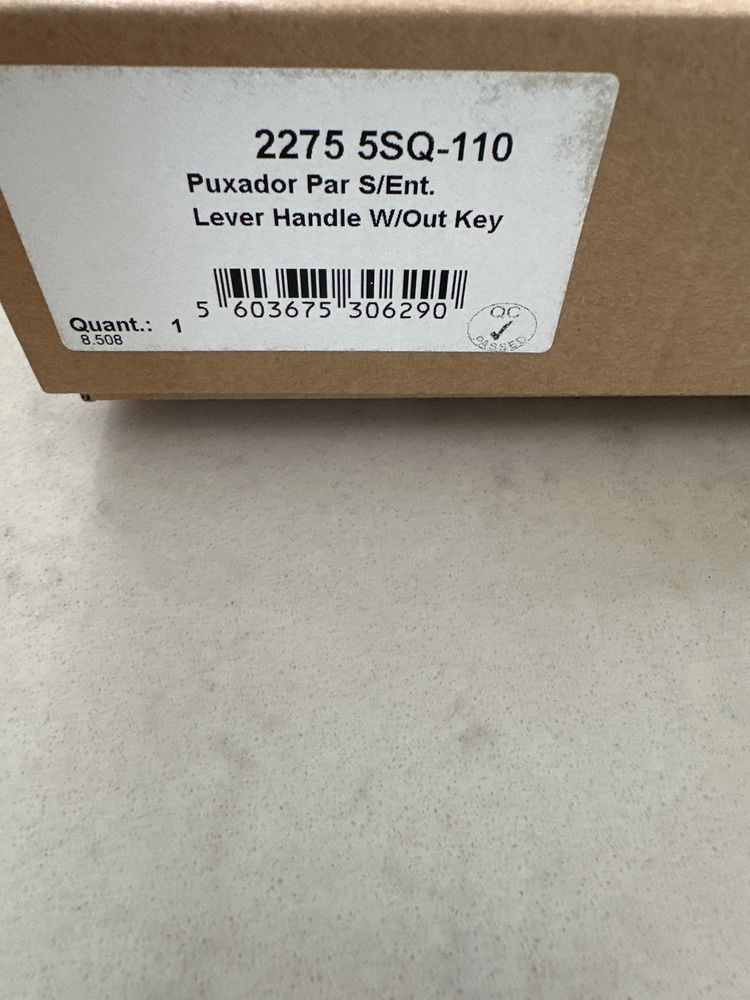 2275 5SQ-110
Puxador Par S/Ent.
Lever Handle W/Out Key
5 603675 306290
Quant.: 1
8.508
QC
PASSED